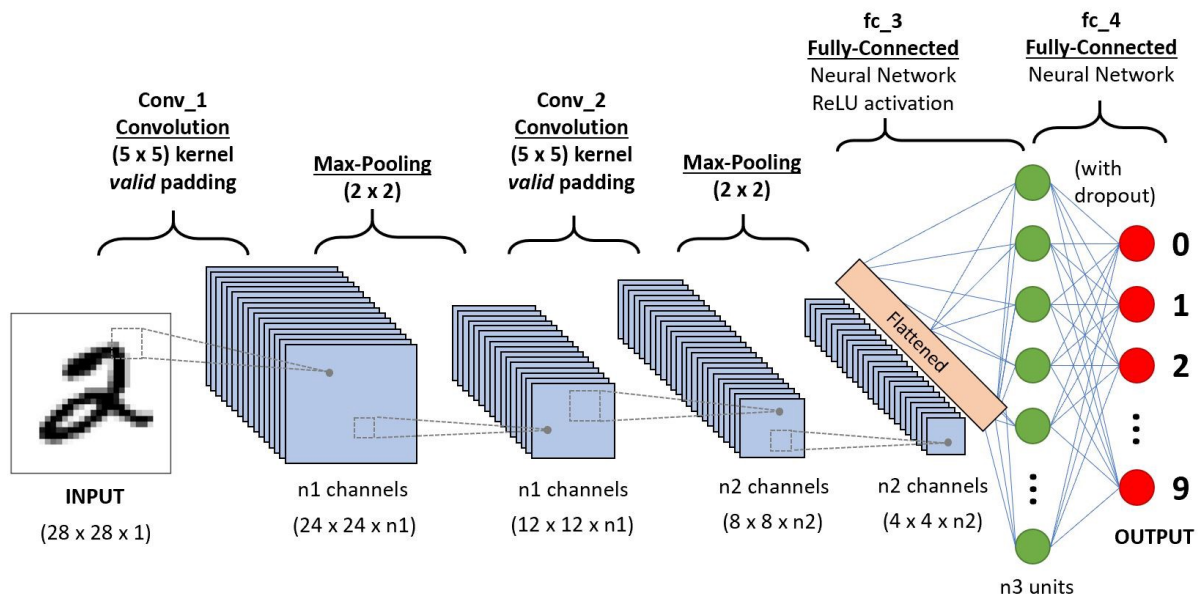 Conv_1
Convolution
(5 x 5) kernel
valid padding
Max-Pooling
(2 x 2)
Conv_2
Convolution
(5 x 5) kernel
valid padding
Max-Pooling
(2 x 2)
fc_3
Fully-Connected
Neural Network
ReLU activation
fc_4
Fully-Connected
Neural Network
(with
dropout)
2
INPUT
(28 x 28 x 1)
n1 channels
(24 x 24 x n1)
n1 channels
(12 x 12 x n1)
n2 channels
(8 x 8 x n2)
n2 channels
(4 x 4 x n2)
Flattened
n3 units
0
1
2
9
OUTPUT